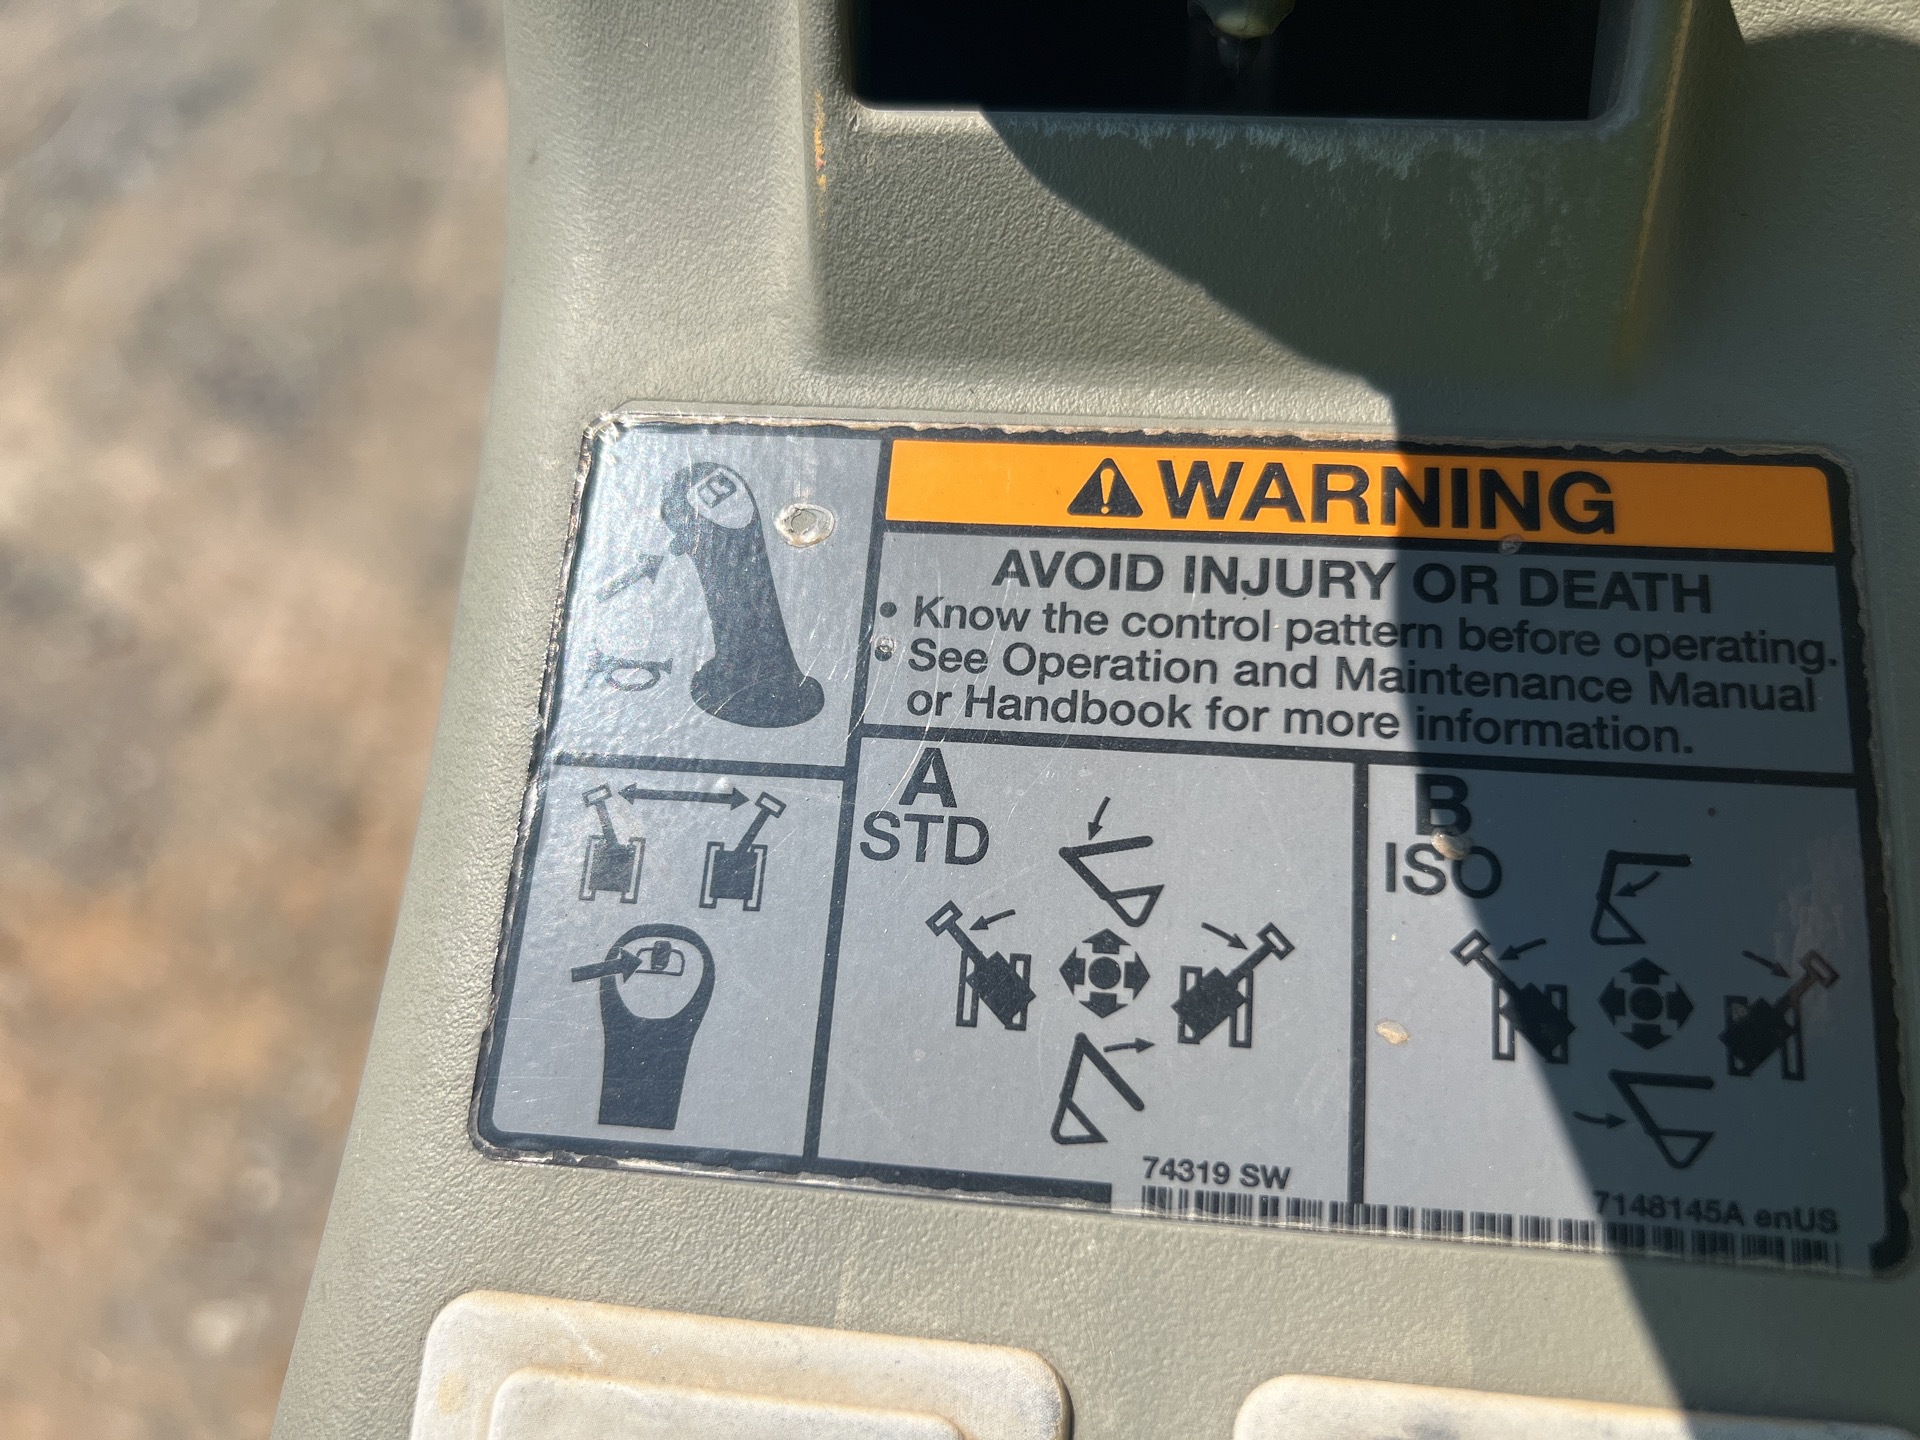 WARNING
AVOID INJURY OR DEATH
• Know the control pattern before operating.
• See Operation and Maintenance Manual
or Handbook for more information.
A
STD
B
ISO
74319 SW
7148145A enUS